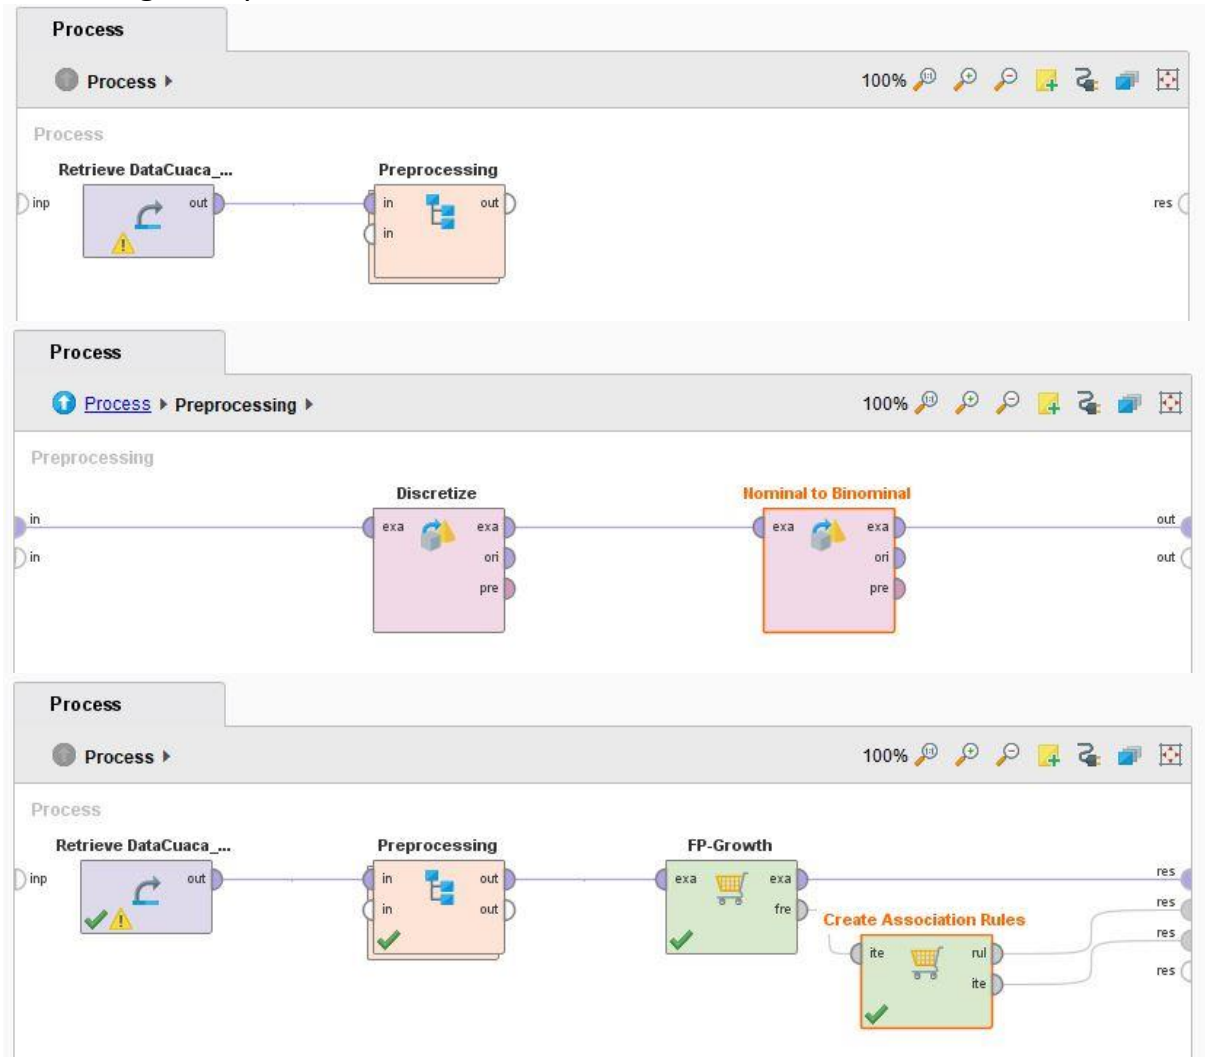 Process
Process
100%
Process
Retrieve DataCuaca_...
Preprocessing
inp
out
in
out
in
res
Process
Process
Preprocessing
100%
Preprocessing
Discretize
Nominal to Binominal
in
exa
exa
exa
exa
out
in
ori
ori
out
pre
pre
Process
Process
100%
Process
Retrieve DataCuaca_...
Preprocessing
FP-Growth
inp
out
in
out
exa
exa
res
in
out
fre
res
Create Association Rules
res
ite
rul
ite
res